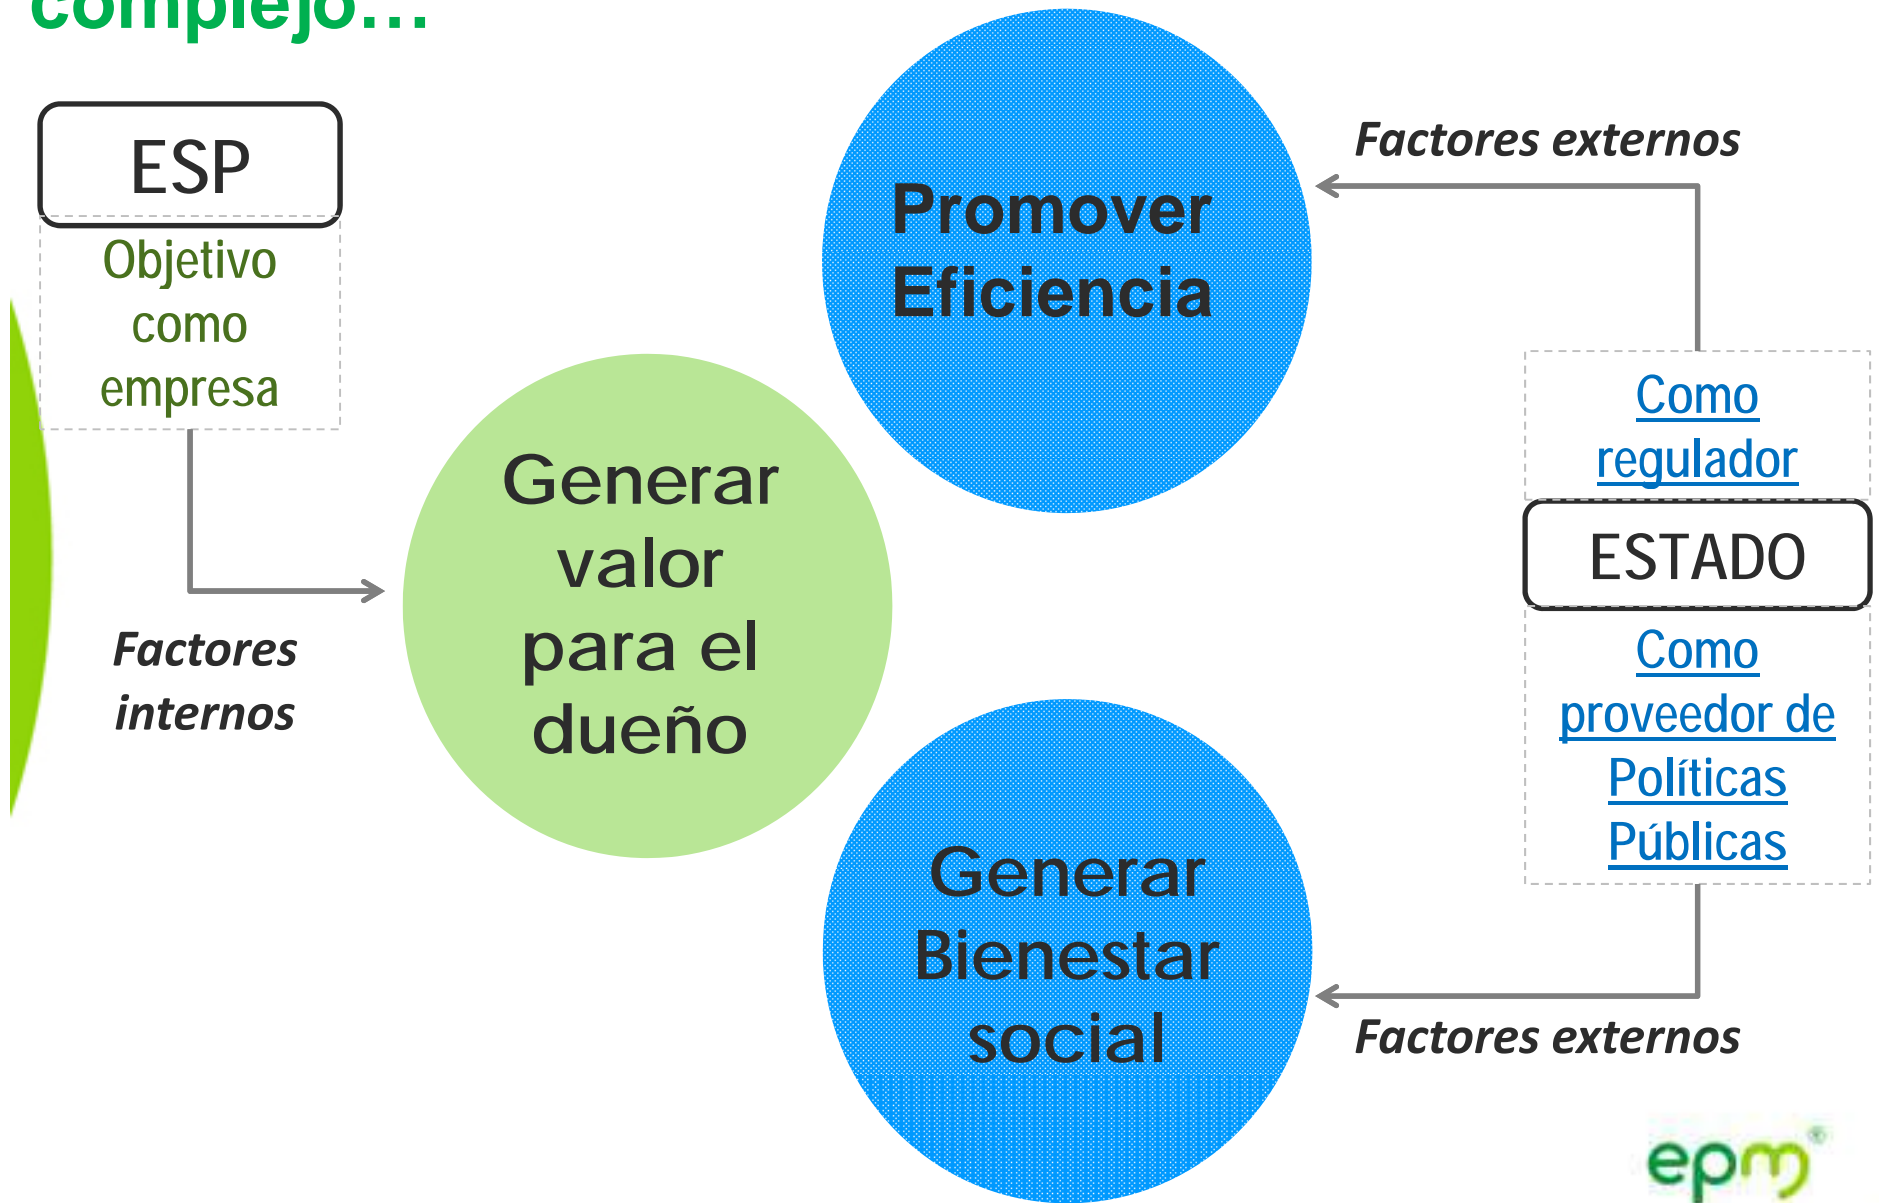 complejo...
ESP
Objetivo
como
empresa
Factores
internos
Generar
valor
para el
dueño
Promover
Eficiencia
Generar
Bienestar
social
Factores externos
Como
regulador
ESTADO
Como
proveedor de
Políticas
Públicas
Factores externos
epm®